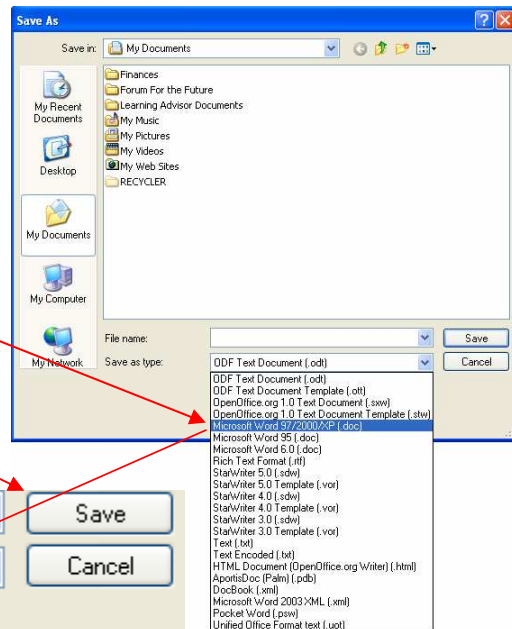 Save As
Save in:
My Documents
My Recent Documents
Desktop
My Documents
My Computer
My Network
Finances
Forum For the Future
Learning Advisor Documents
My Music
My Pictures
My Videos
My Web Sites
RECYCLER
File name:
Save
Save as type:
ODF Text Document (.odt)
Cancel
ODF Text Document (.odt)
ODF Text Document Template (.ott)
OpenOffice.org 1.0 Text Document (.sxw)
OpenOffice.org 1.0 Text Document Template (.stw)
Microsoft Word 97/2000/XP (.doc)
Microsoft Word 95 (.doc)
Microsoft Word 6.0 (.doc)
Rich Text Format (.rtf)
StarWriter 5.0 (.sdw)
StarWriter 5.0 Template (.vor)
StarWriter 4.0 (.sdw)
StarWriter 4.0 Template (.vor)
StarWriter 3.0 (.sdw)
StarWriter 3.0 Template (.vor)
Text (.txt)
Text Encoded (.txt)
HTML Document (OpenOffice.org Writer) (.html)
AportisDoc (Palm) (.pdb)
DocBook (.xml)
Microsoft Word 2003 XML (.xml)
Pocket Word (.psw)
Unified Office Format text (.uot)
Save
Cancel